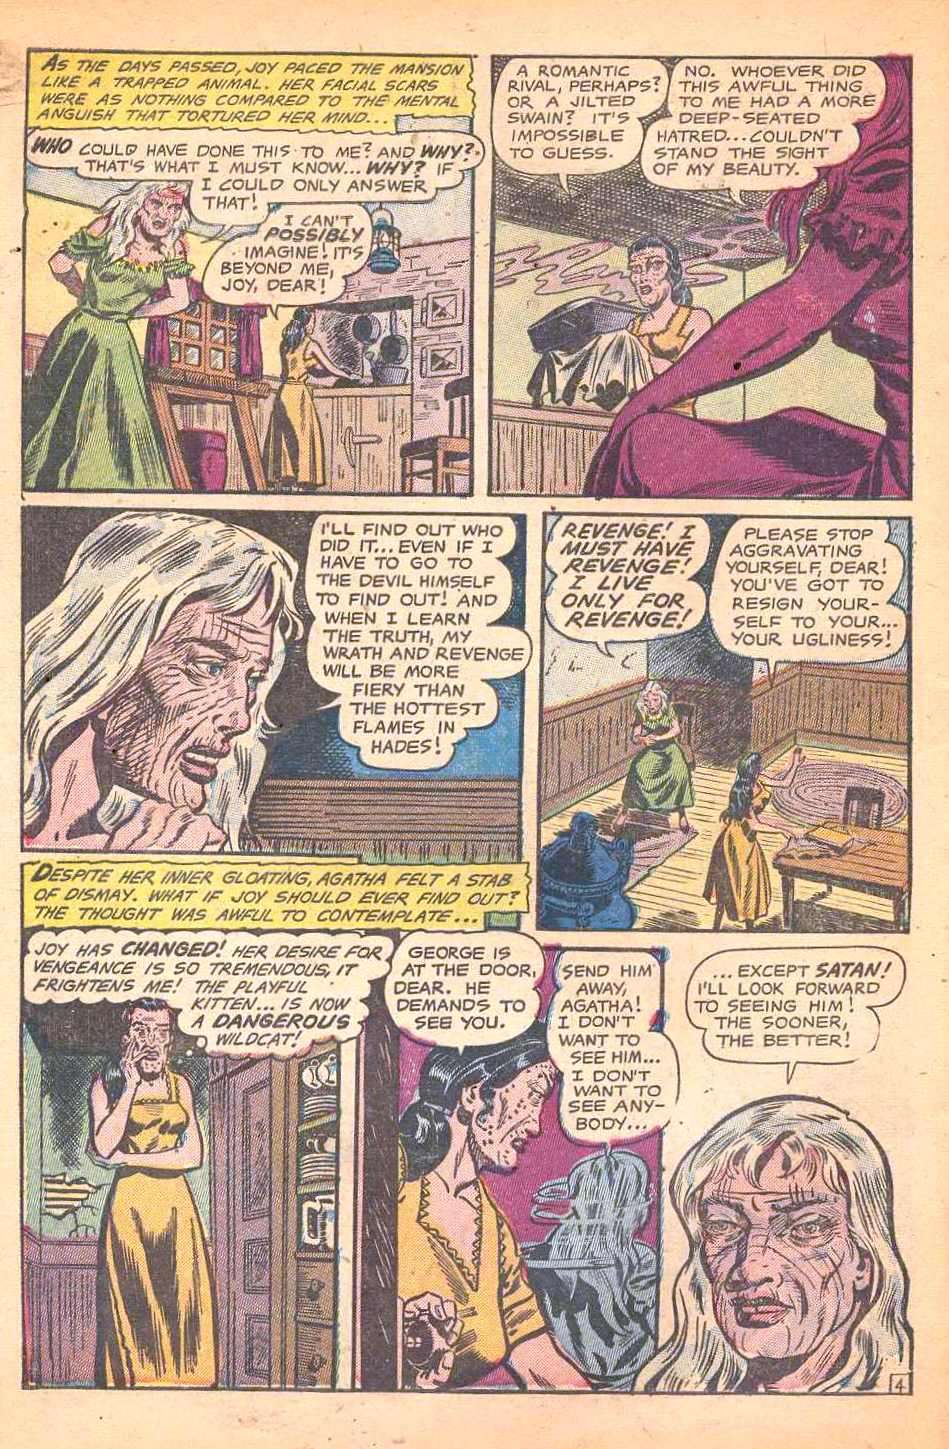 AS THE DAYS PASSED, JOY PACED THE MANSION
LIKE A TRAPPED ANIMAL. HER FACIAL SCARS
WERE AS NOTHING COMPARED TO THE MENTAL
ANGUISH THAT TORTURED HER MIND...
WHO COULD HAVE DONE THIS TO ME? AND WHY?
THAT'S WHAT I MUST KNOW... WHY? IF
I COULD ONLY ANSWER
THAT!
I CAN'T
POSSIBLY
IMAGINE! IT'S
BEYOND ME,
JOY, DEAR!
A ROMANTIC
RIVAL, PERHAPS?
OR A JILTED
SWAIN? IT'S
IMPOSSIBLE
TO GUESS.
NO. WHOEVER DID
THIS AWFUL THING
TO ME HAD A MORE
DEEP-SEATED
HATRED... COULDN'T
STAND THE SIGHT
OF MY BEAUTY.
I'LL FIND OUT WHO
DID IT... EVEN IF I
HAVE TO GO TO
THE DEVIL HIMSELF
TO FIND OUT! AND
WHEN I LEARN
THE TRUTH, MY
WRATH AND REVENGE
WILL BE MORE
FIERY THAN
THE HOTTEST
FLAMES IN
HADES!
REVENGE! I
MUST HAVE
REVENGE!
I LIVE
ONLY FOR
REVENGE!
PLEASE STOP
AGGRAVATING
YOURSELF, DEAR!
YOU'VE GOT TO
RESIGN YOUR-
SELF TO YOUR...
YOUR UGLINESS!
DESPITE HER INNER GLOATING, AGATHA FELT A STAB
OF DISMAY. WHAT IF JOY SHOULD EVER FIND OUT?
THE THOUGHT WAS AWFUL TO CONTEMPLATE...
JOY HAS CHANGED! HER DESIRE FOR
VENGEANCE IS SO TREMENDOUS, IT
FRIGHTENS ME! THE PLAYFUL
KITTEN... IS NOW
A DANGEROUS
WILDCAT!
GEORGE IS
AT THE DOOR,
DEAR. HE
DEMANDS TO
SEE YOU.
SEND HIM
AWAY,
AGATHA!
I DON'T
WANT TO
SEE HIM...
I DON'T
WANT TO
SEE ANY-
BODY...
...EXCEPT SATAN!
I'LL LOOK FORWARD
TO SEEING HIM!
THE SOONER,
THE BETTER!
4